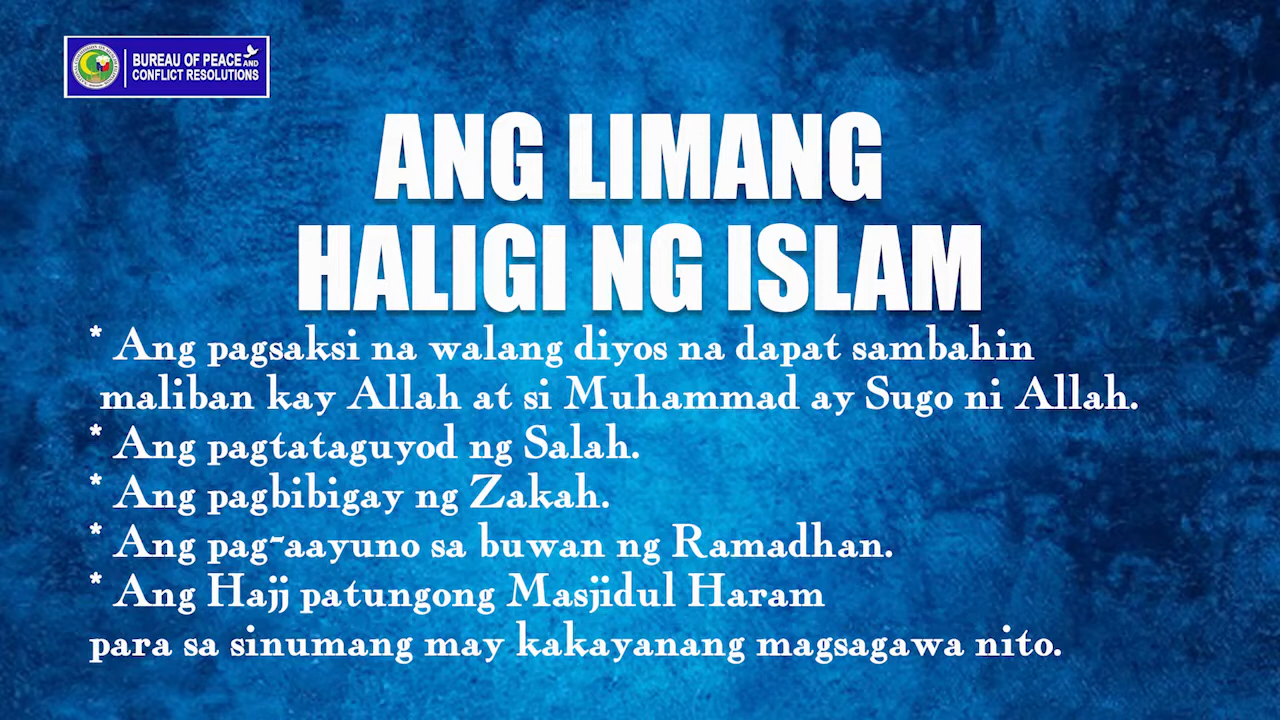 BUREAU OF PEACE AND
CONFLICT RESOLUTIONS
ANG LIMANG
HALIGI NG ISLAM
* Ang pagsaksi na walang diyos na dapat sambahin
maliban kay Allah at si Muhammad ay Sugo ni Allah.
* Ang pagtataguyod ng Salah.
* Ang pagbibigay ng Zakah.
* Ang pag-aayuno sa buwan ng Ramadhan.
* Ang Hajj patungong Masjidul Haram
para sa sinumang may kakayanang magsagawa nito.